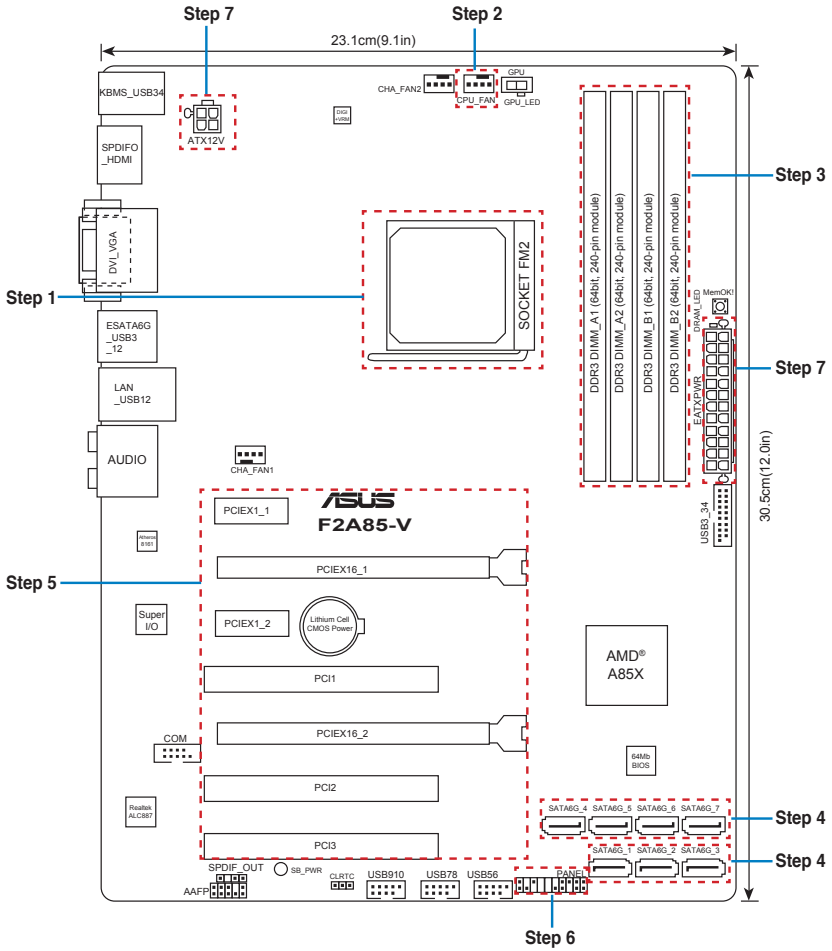 Step 7
Step 2
23.1cm(9.1in)
KBMS_USB34
ATX12V
DIGI
+VRM
CHA_FAN2
CPU_FAN
GPU
GPU_LED
SPDIFO
_HDMI
Step 3
DVI_VGA
Step 1
SOCKET FM2
DDR3 DIMM_A1 (64bit, 240-pin module)
DDR3 DIMM_A2 (64bit, 240-pin module)
DDR3 DIMM_B1 (64bit, 240-pin module)
DDR3 DIMM_B2 (64bit, 240-pin module)
DRAM_LED
MemOK!
ESATA6G
_USB3
_12
EATXPWR
Step 7
LAN
_USB12
AUDIO
CHA_FAN1
30.5cm(12.0in)
USB3_34
PCIEX1_1
ASUS
F2A85-V
Atheros
8161
PCIEX16_1
Step 5
Super
I/O
PCIEX1_2
Lithium Cell
CMOS Power
AMD®
A85X
PCI1
COM
PCIEX16_2
64Mb
BIOS
PCI2
Realtek
ALC887
SATA6G_4
SATA6G_5
SATA6G_6
SATA6G_7
Step 4
PCI3
SATA6G_1
SATA6G_2
SATA6G_3
Step 4
SPDIF_OUT
SB_PWR
CLRTC
USB910
USB78
USB56
PANEL
AAFP
Step 6